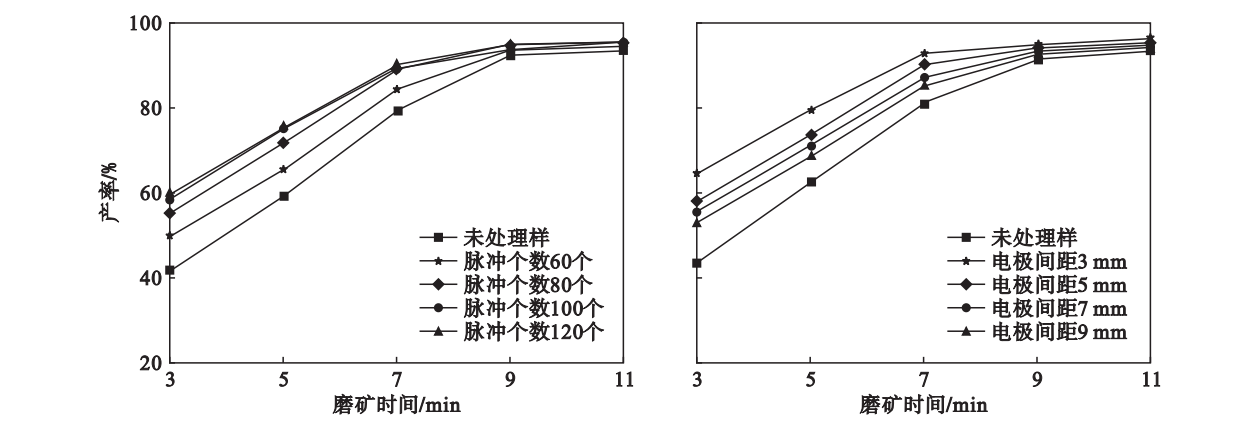 100
80
60
40
20
产率/%
未处理样
脉冲个数60个
脉冲个数80个
脉冲个数100个
脉冲个数120个
3 5 7 9 11
磨矿时间/min
未处理样
电极间距3 mm
电极间距5 mm
电极间距7 mm
电极间距9 mm
3 5 7 9 11
磨矿时间/min